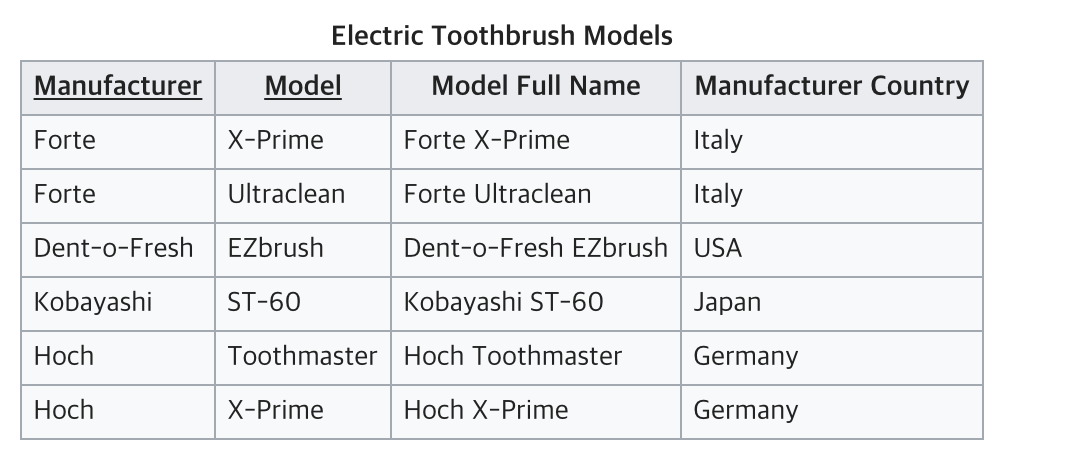 Electric Toothbrush Models
Manufacturer Model Model Full Name Manufacturer Country
Forte X-Prime Forte X-Prime Italy
Forte Ultraclean Forte Ultraclean Italy
Dent-o-Fresh EZbrush Dent-o-Fresh EZbrush USA
Kobayashi ST-60 Kobayashi ST-60 Japan
Hoch Toothmaster Hoch Toothmaster Germany
Hoch X-Prime Hoch X-Prime Germany